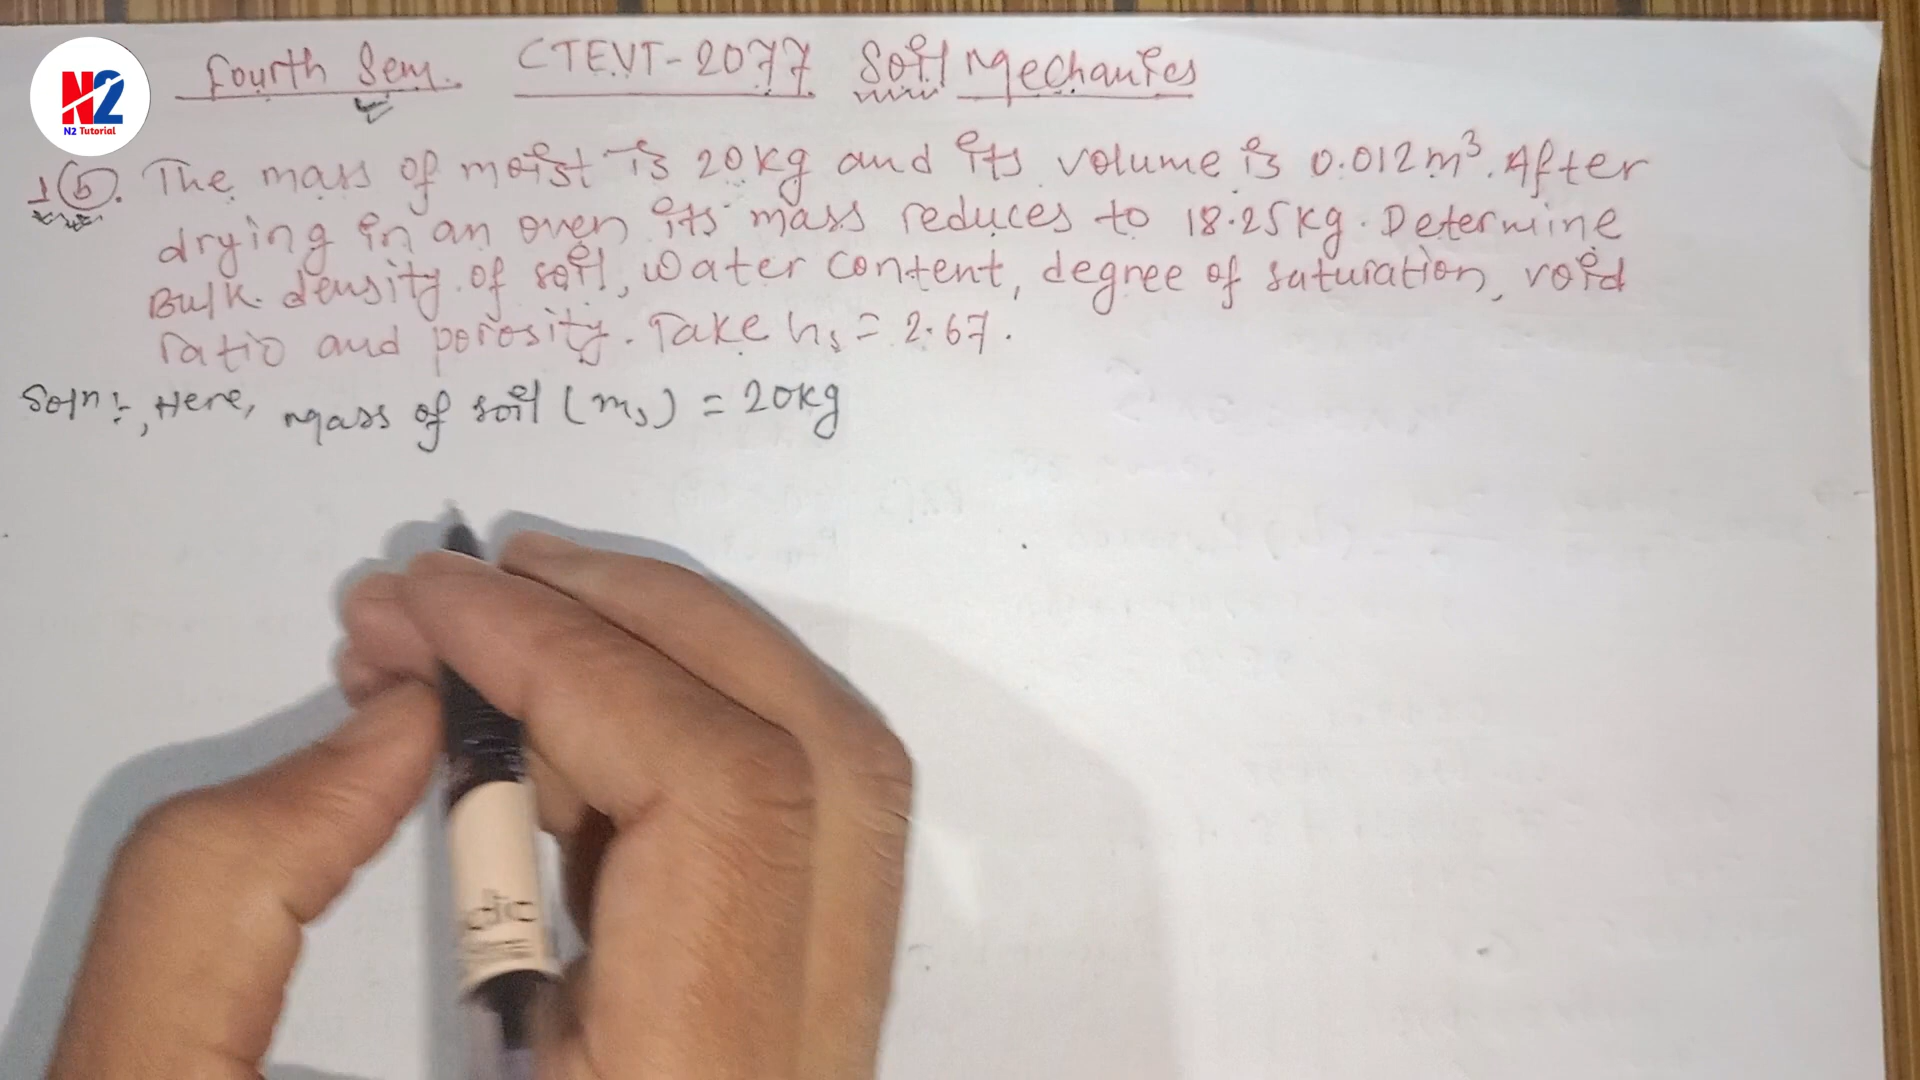 N2
N2 Tutorial
Fourth Sem. CTEVT-2077 Soil Mechanics
1(b). The mass of moist is 20kg and its volume is 0.012m³. After
drying in an oven its mass reduces to 18.25kg. Determine
Bulk density of soil, water content, degree of saturation, void
ratio and porosity. Take hs = 2.67.
Soln:-, Here, mass of soil (ms) = 20kg
dic